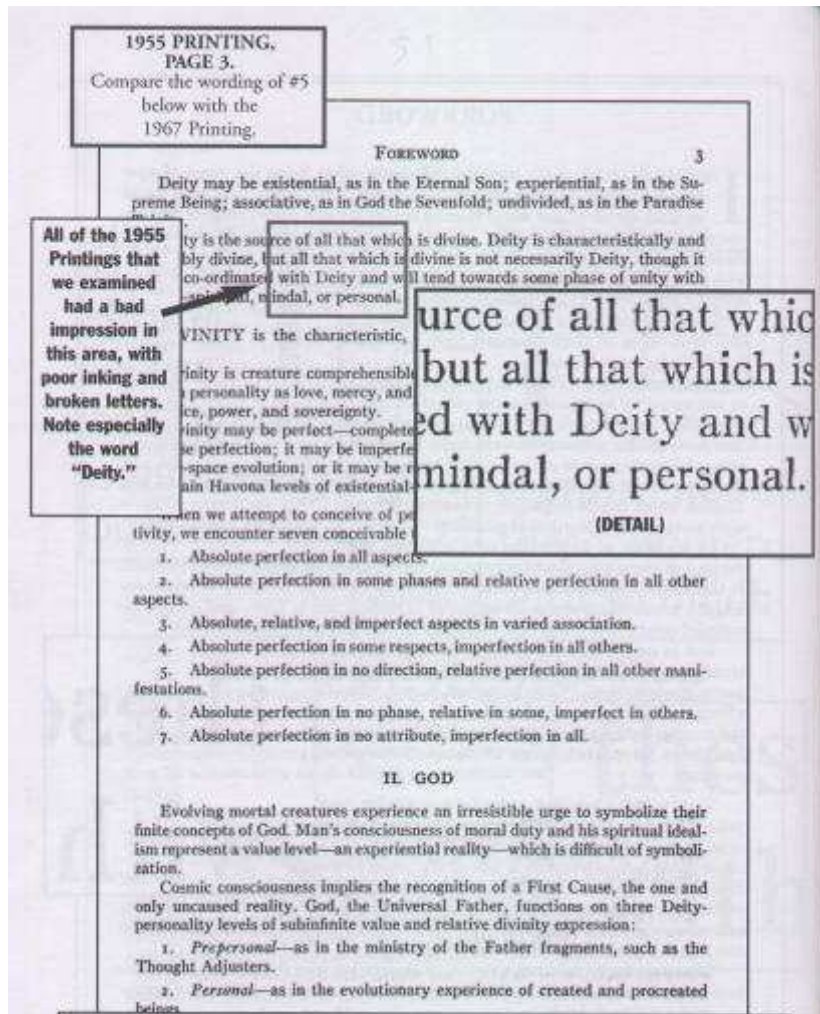 1955 PRINTING,
PAGE 3.
Compare the wording of #5
below with the
1967 Printing.
FOREWORD 3
Deity may be existential, as in the Eternal Son; experiential, as in the Su-
preme Being; associative, as in God the Sevenfold; undivided, as in the Paradise
All of the 1955
Printings that
we examined
had a bad
impression in
this area, with
poor inking and
broken letters.
Note especially
the word
"Deity."
ty is the source of all that which is divine. Deity is characteristically and
bly divine, but all that which is divine is not necessarily Deity, though it
co-ordinated with Deity and will tend towards some phase of unity with
mindal, or personal.
urce of all that whic
but all that which is
ed with Deity and w
mindal, or personal.
(DETAIL)
VINITY is the characteristic,
inity is creature comprehensible
personality as love, mercy, and
ice, power, and sovereignty.
vinity may be perfect—complete
se perfection; it may be imperfe
-space evolution; or it may be r
ain Havona levels of existential-
en we attempt to conceive of pe
tivity, we encounter seven conceivable
1. Absolute perfection in all aspects.
2. Absolute perfection in some phases and relative perfection in all other
aspects.
3. Absolute, relative, and imperfect aspects in varied association.
4. Absolute perfection in some respects, imperfection in all others.
5. Absolute perfection in no direction, relative perfection in all other mani-
festations.
6. Absolute perfection in no phase, relative in some, imperfect in others.
7. Absolute perfection in no attribute, imperfection in all.
II. GOD
Evolving mortal creatures experience an irresistible urge to symbolize their
finite concepts of God. Man's consciousness of moral duty and his spiritual ideal-
ism represent a value level—an experiential reality—which is difficult of symboli-
zation.
Cosmic consciousness implies the recognition of a First Cause, the one and
only uncaused reality. God, the Universal Father, functions on three Deity-
personality levels of subinfinite value and relative divinity expression:
1. Prepersonal—as in the ministry of the Father fragments, such as the
Thought Adjusters.
2. Personal—as in the evolutionary experience of created and procreated
beings